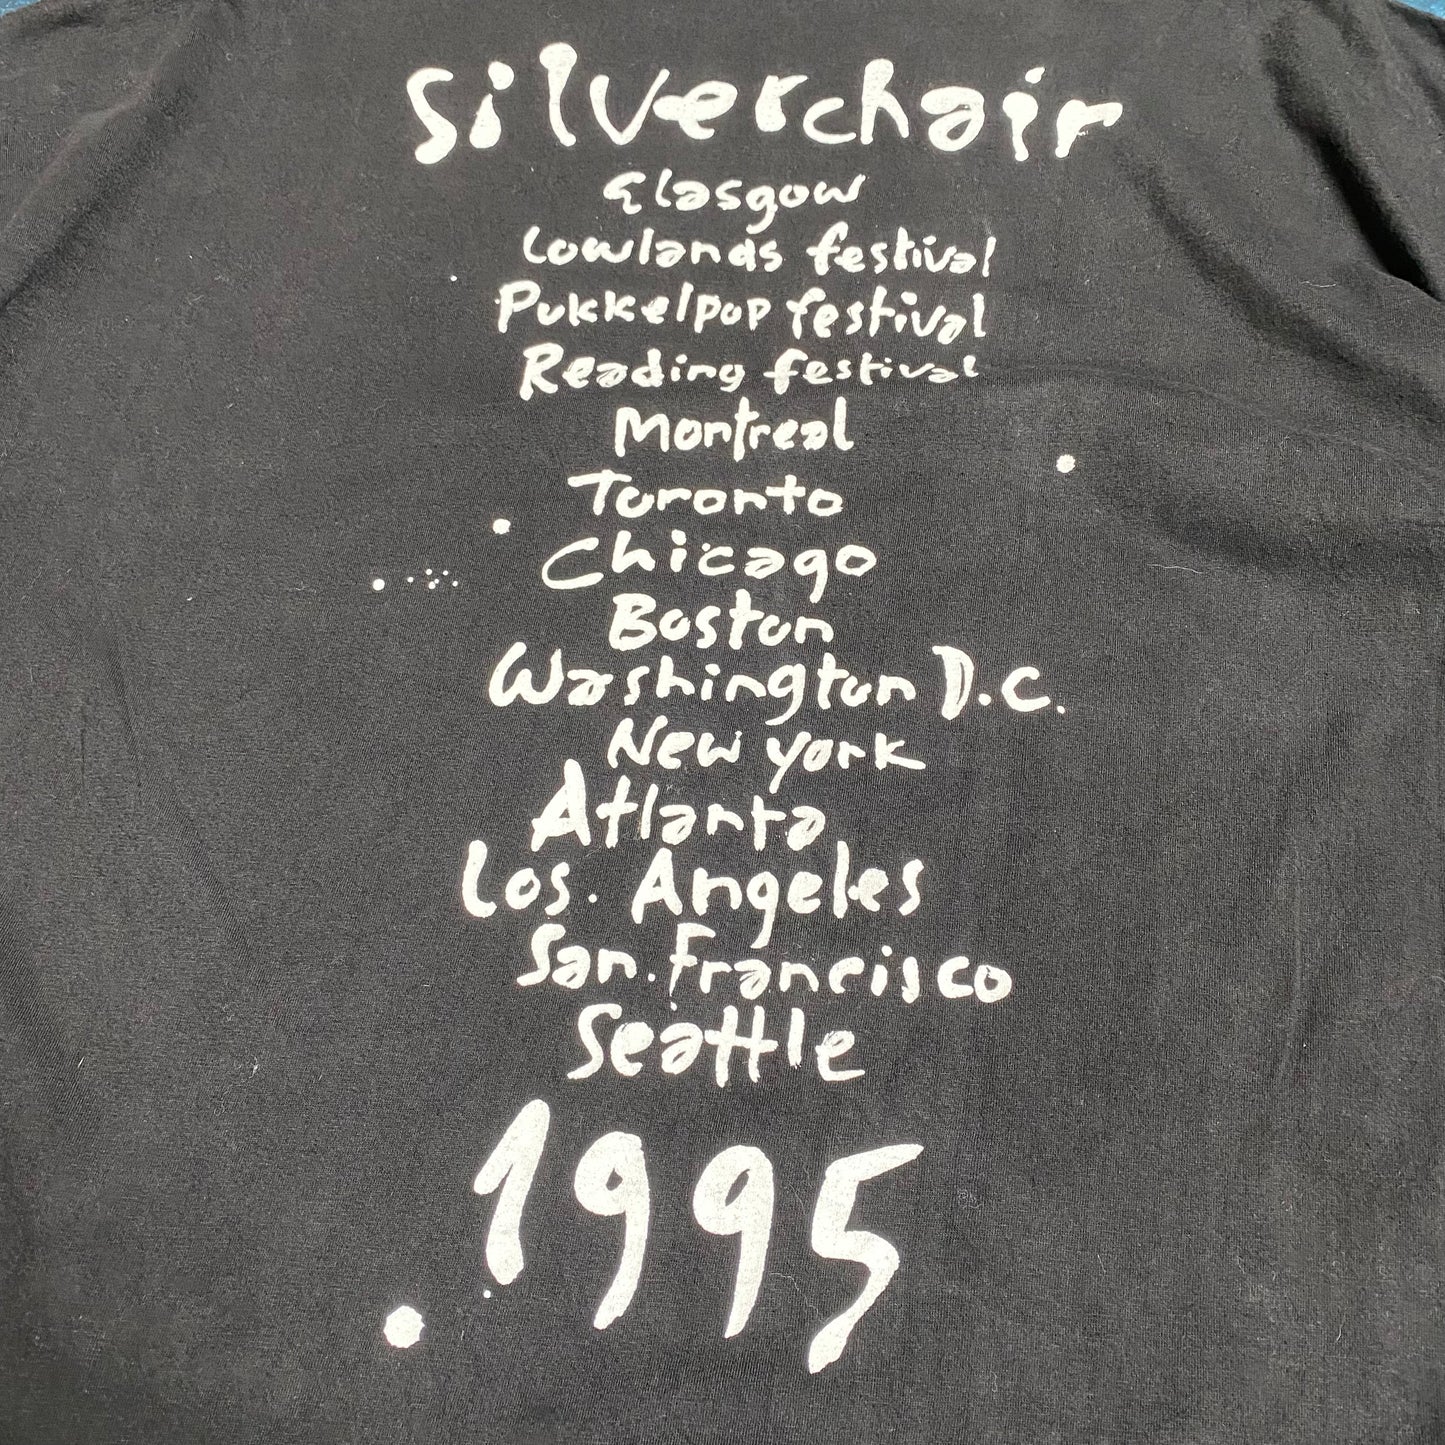 silverchair
Glasgow
Lowlands festival
Pukkelpop festival
Reading festival
Montreal
Toronto
Chicago
Boston
Washington D.C.
New york
Atlanta
Los. Angeles
San. Francisco
Seattle
1995